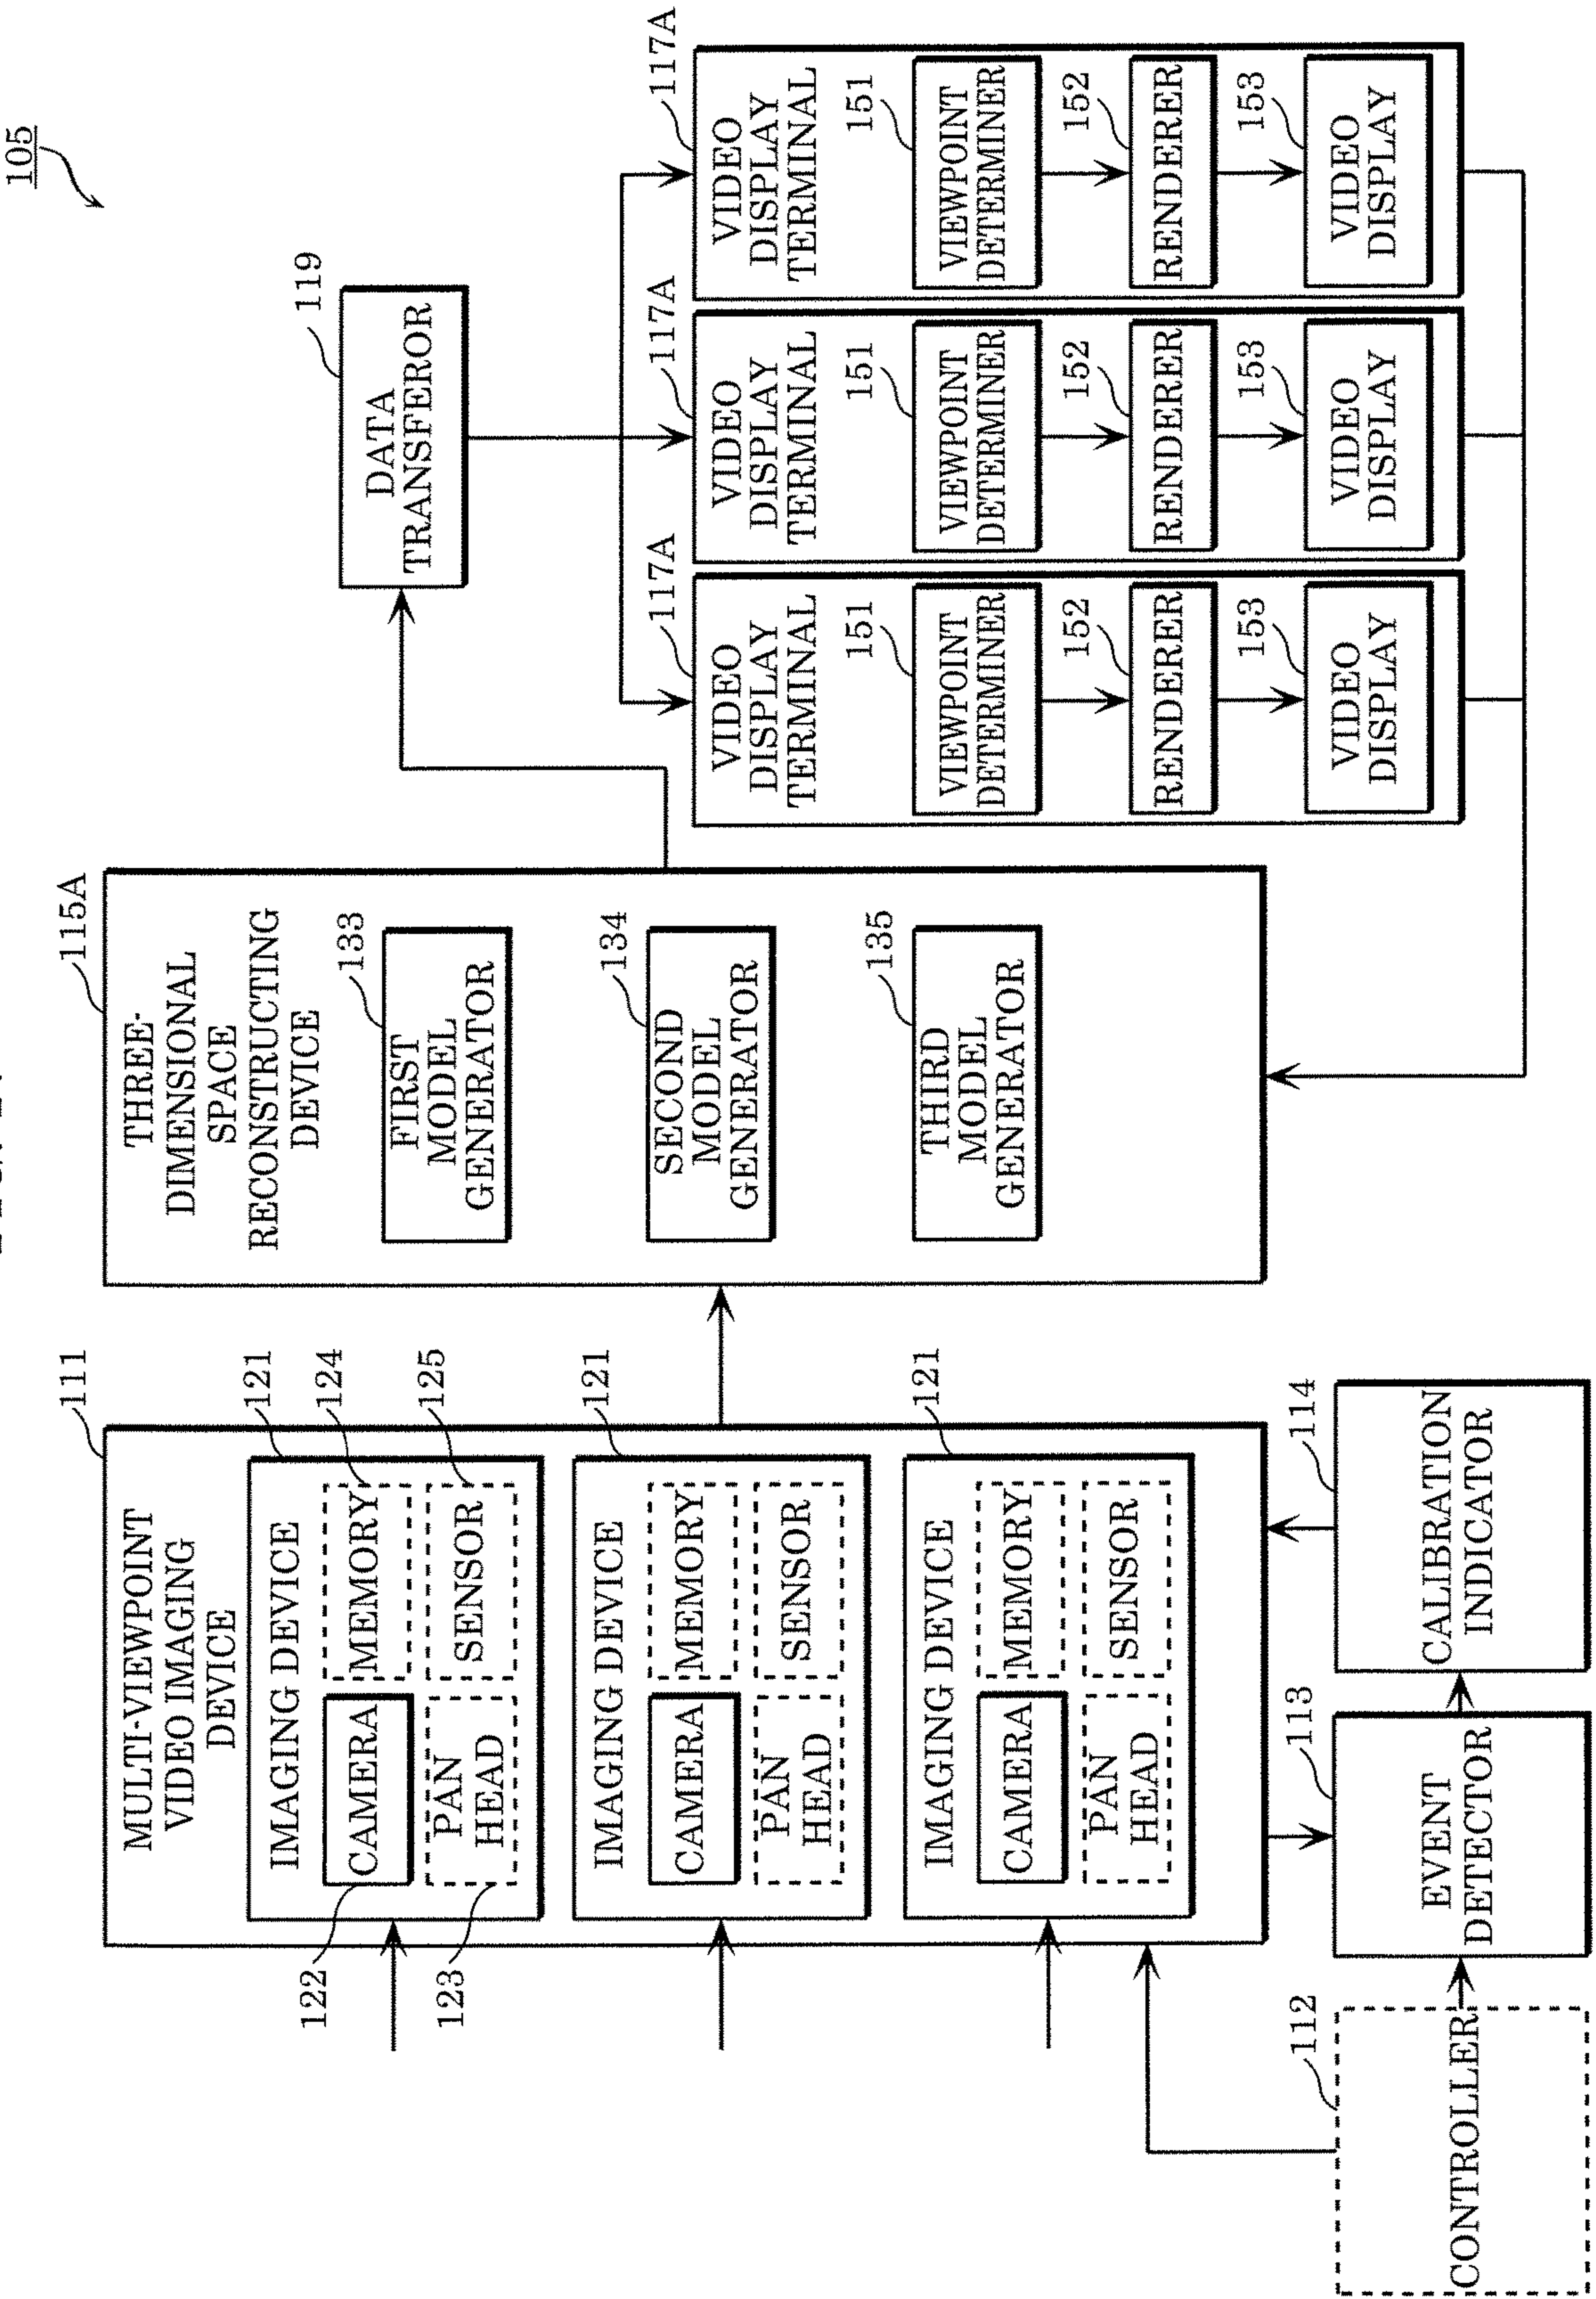 105
111
MULTI-VIEWPOINT
VIDEO IMAGING
DEVICE
121
IMAGING DEVICE
122
CAMERA
124
MEMORY
123
PAN
HEAD
125
SENSOR
121
IMAGING DEVICE
CAMERA
MEMORY
PAN
HEAD
SENSOR
121
IMAGING DEVICE
CAMERA
MEMORY
PAN
HEAD
SENSOR
112
CONTROLLER
113
EVENT
DETECTOR
114
CALIBRATION
INDICATOR
115A
THREE-
DIMENSIONAL
SPACE
RECONSTRUCTING
DEVICE
133
FIRST
MODEL
GENERATOR
134
SECOND
MODEL
GENERATOR
135
THIRD
MODEL
GENERATOR
119
DATA
TRANSFEROR
117A
VIDEO
DISPLAY
TERMINAL
151
VIEWPOINT
DETERMINER
152
RENDERER
153
VIDEO
DISPLAY
117A
VIDEO
DISPLAY
TERMINAL
151
VIEWPOINT
DETERMINER
152
RENDERER
153
VIDEO
DISPLAY
117A
VIDEO
DISPLAY
TERMINAL
151
VIEWPOINT
DETERMINER
152
RENDERER
153
VIDEO
DISPLAY